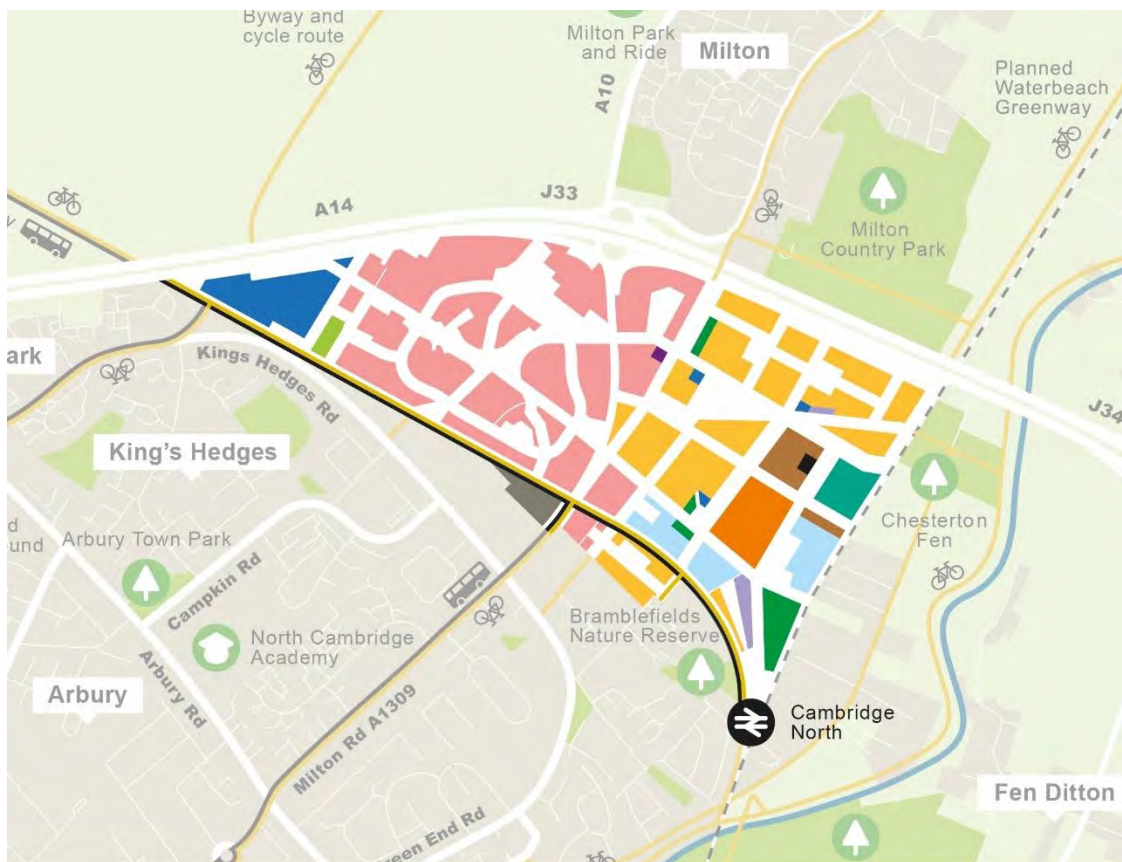 Byway and
cycle route
Milton Park
and Ride
Milton
A10
Planned
Waterbeach
Greenway
J33
A14
Milton
Country Park
J34
ark
Kings Hedges Rd
King's Hedges
Arbury Town Park
Campkin Rd
North Cambridge
Academy
Arbury
Arbury Rd
Milton Rd A1309
Bramblefields
Nature Reserve
Chesterton
Fen
Cambridge
North
Fen Ditton
een End Rd
d
und